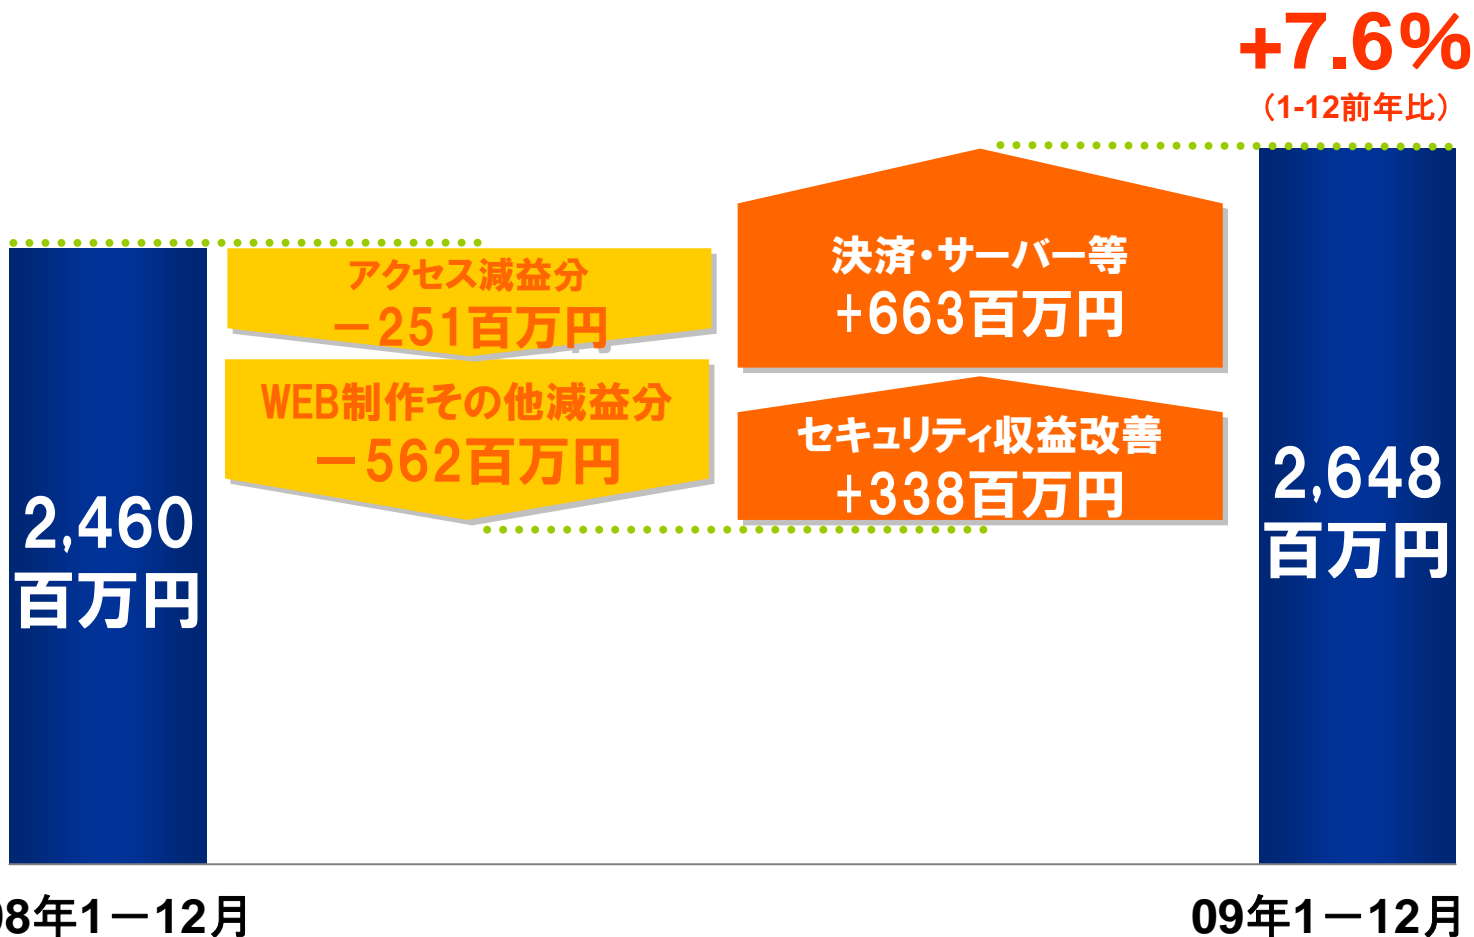 +7.6%
（1-12前年比）
アクセス減益分
－251百万円
WEB制作その他減益分
－562百万円
決済・サーバー等
+663百万円
セキュリティ収益改善
+338百万円
2,460
百万円
2,648
百万円
08年1－12月
09年1－12月